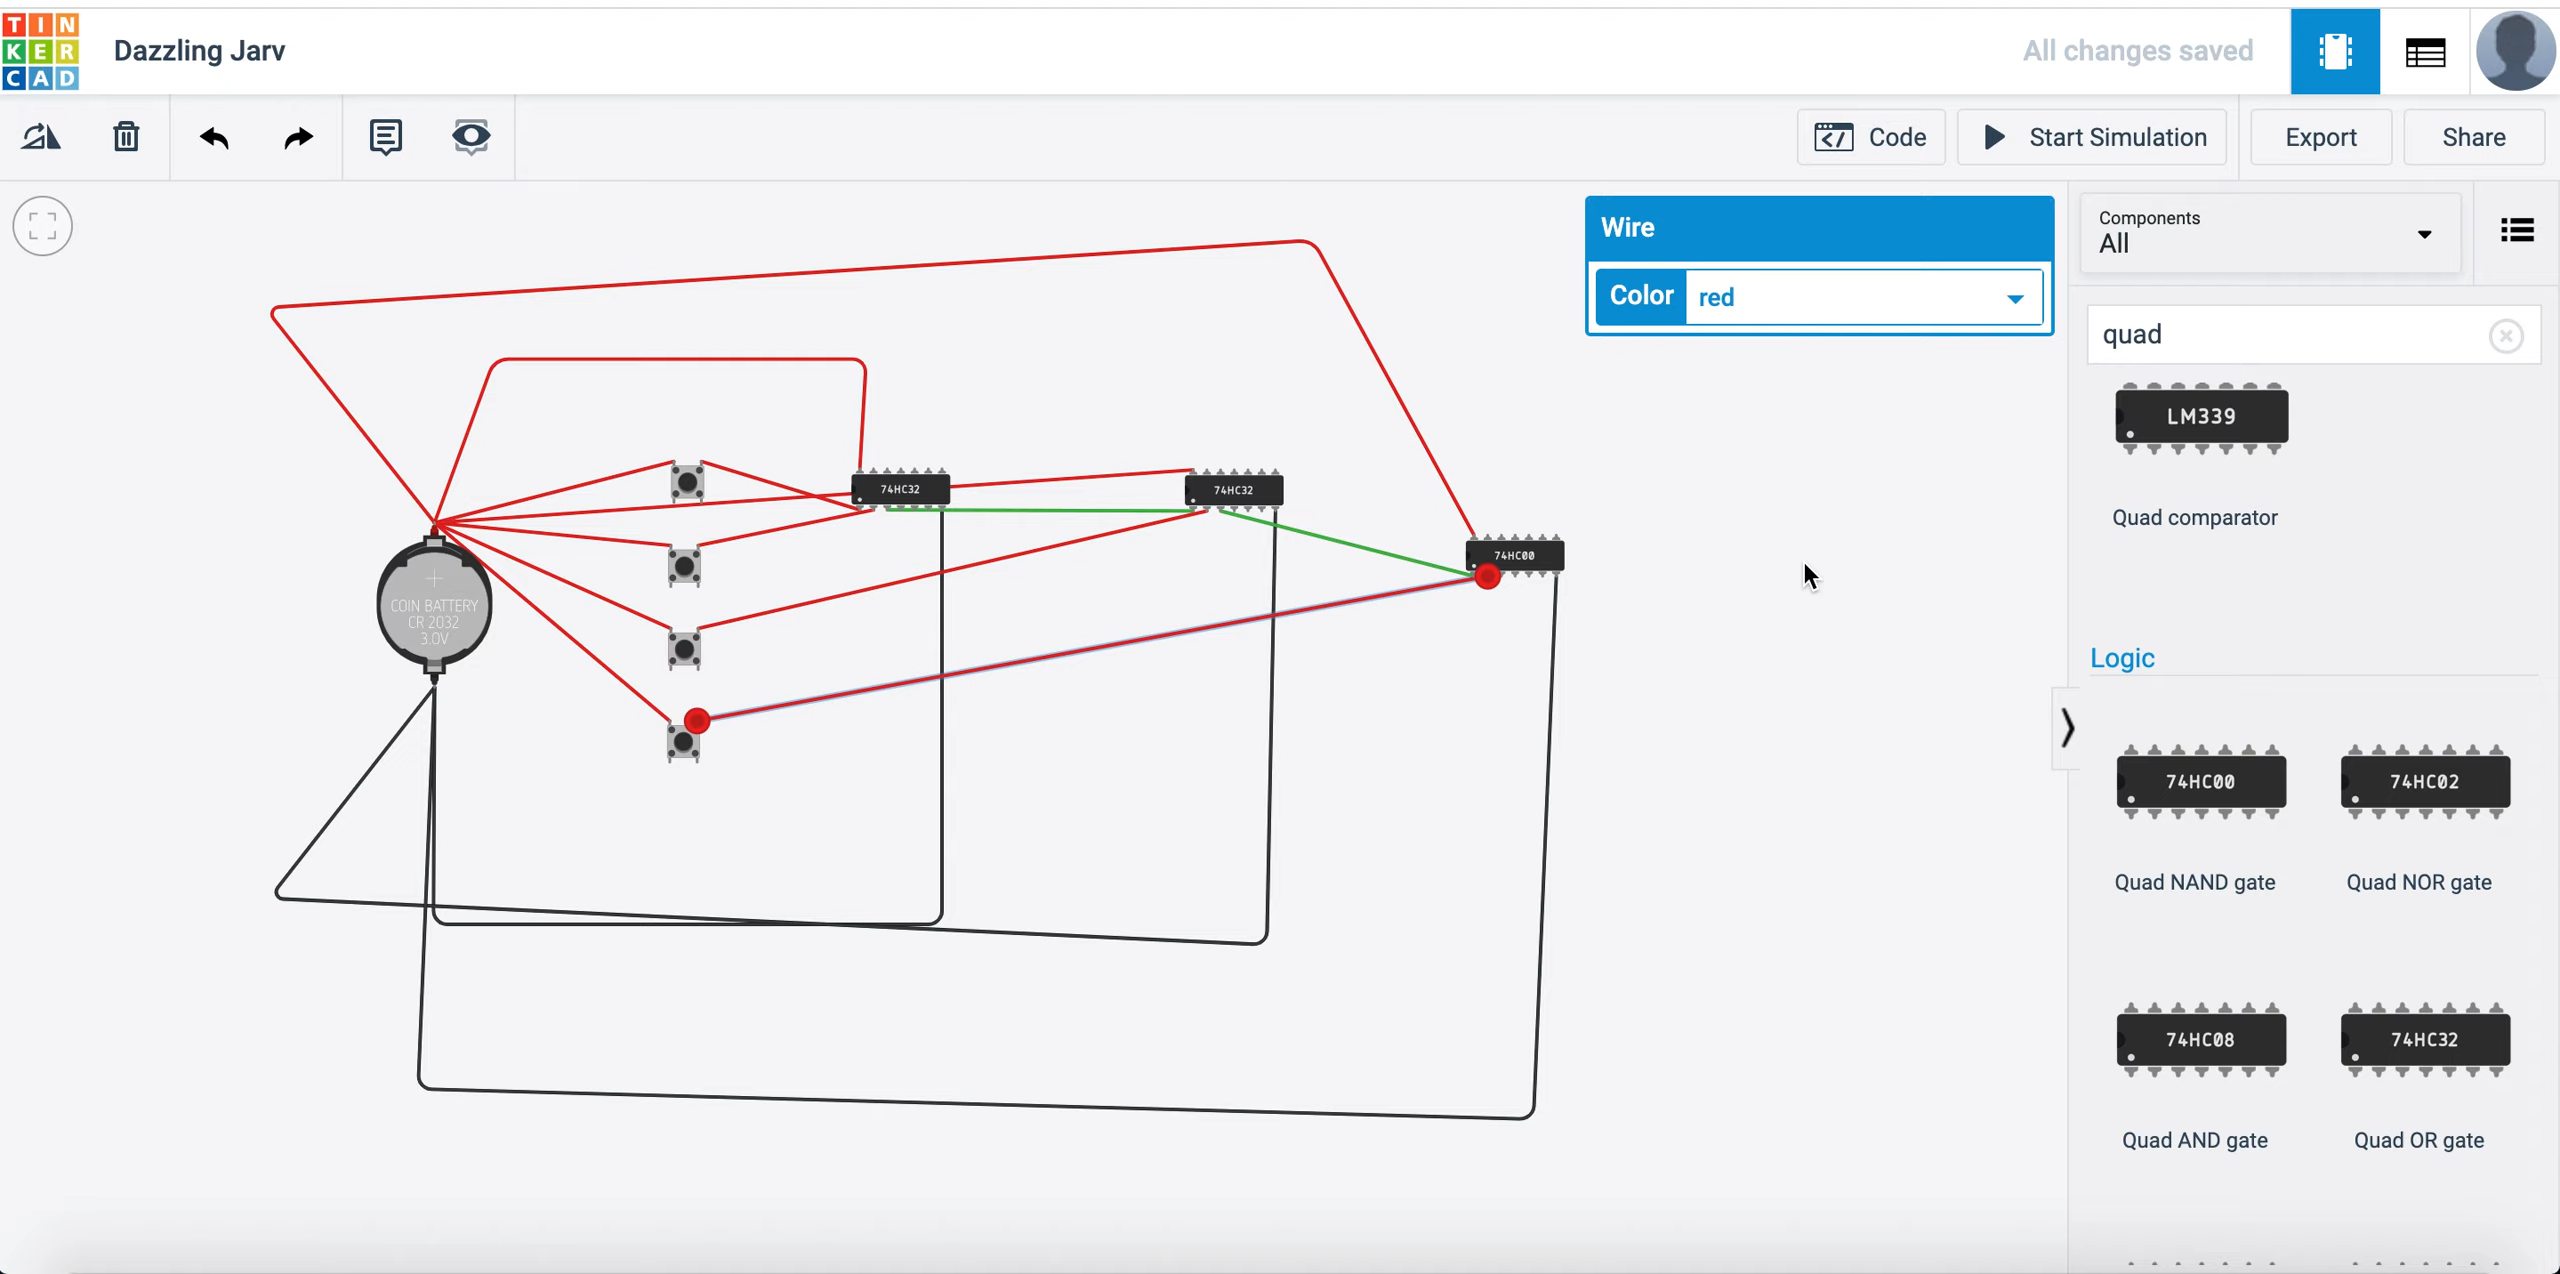 TIN
KER
CAD
Dazzling Jarv
All changes saved
Code
Start Simulation
Export
Share
Wire
Color
red
Components
All
quad
LM339
Quad comparator
Logic
74HC00
74HC02
Quad NAND gate
Quad NOR gate
74HC08
74HC32
Quad AND gate
Quad OR gate
74HC32
74HC32
74HC00
COIN BATTERY
CR 2032
3.0V